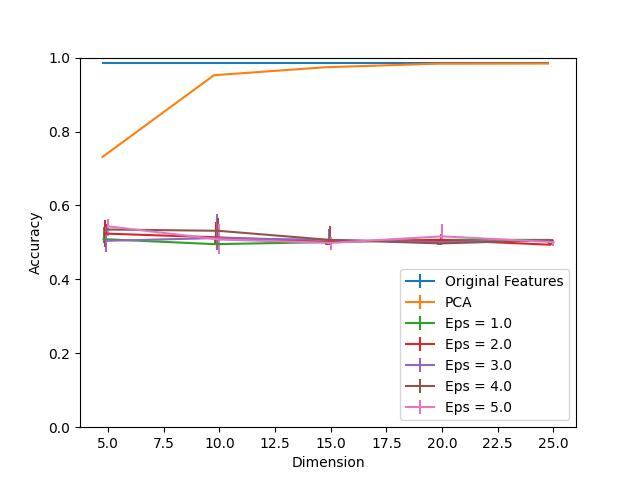 1.0
0.8
0.6
0.4
0.2
0.0
Accuracy
5.0 7.5 10.0 12.5 15.0 17.5 20.0 22.5 25.0
Dimension
Original Features
PCA
Eps = 1.0
Eps = 2.0
Eps = 3.0
Eps = 4.0
Eps = 5.0